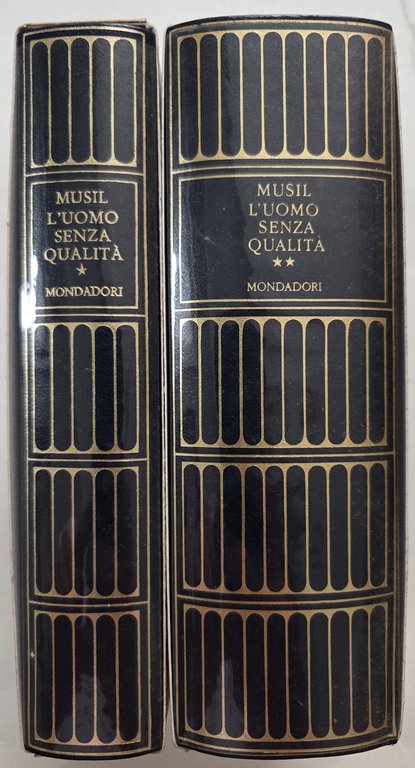 MUSIL
L'UOMO
SENZA
QUALITÀ
★
MONDADORI
MUSIL
L'UOMO
SENZA
QUALITÀ
★★
MONDADORI